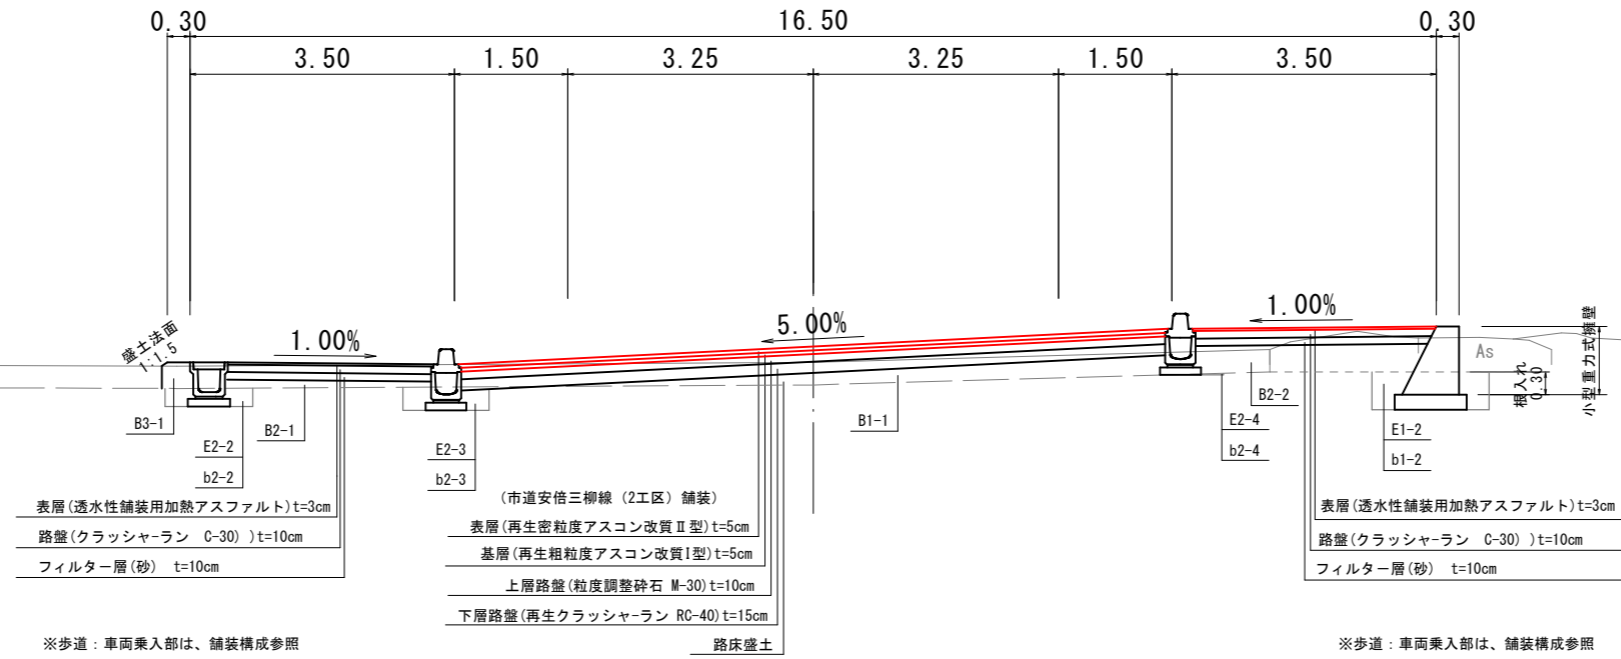 0.30 16.50 0.30
3.50 1.50 3.25 3.25 1.50 3.50
盛土法面
1:1.5
1.00%
5.00%
1.00%
As
根入れ
0.30
小型重力式擁壁
B3-1
E2-2
b2-2
B2-1
E2-3
b2-3
B1-1
B2-2
E2-4
b2-4
E1-2
b1-2
表層(透水性舗装用加熱アスファルト)t=3cm
路盤(クラッシャｰラン C-30) )t=10cm
フィルター層(砂) t=10cm
(市道安倍三柳線 (2工区) 舗装)
表層(再生密粒度アスコン改質Ⅱ型)t=5cm
基層(再生粗粒度アスコン改質I型)t=5cm
上層路盤(粒度調整砕石 M-30)t=10cm
下層路盤(再生クラッシャｰラン RC-40)t=15cm
路床盛土
表層(透水性舗装用加熱アスファルト)t=3cm
路盤(クラッシャｰラン C-30) )t=10cm
フィルター層(砂) t=10cm
※歩道：車両乗入部は、舗装構成参照
※歩道：車両乗入部は、舗装構成参照